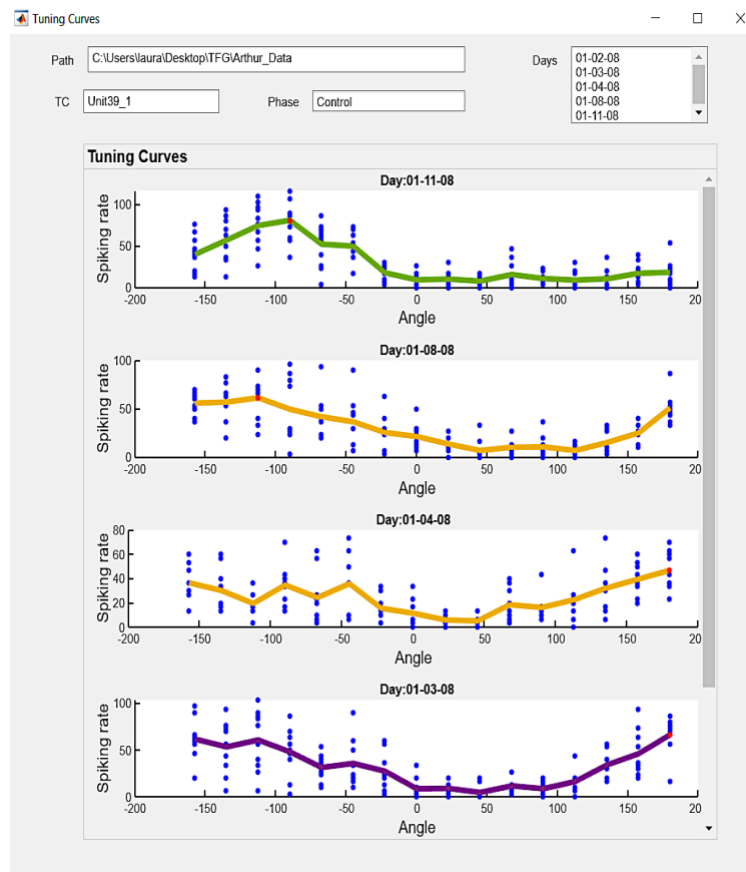 Tuning Curves
Path C:\Users\laura\Desktop\TFG\Arthur_Data Days 01-02-08
01-03-08
01-04-08
01-08-08
01-11-08
TC Unit39_1 Phase Control
Tuning Curves
Day:01-11-08
Spiking rate
100
50
0
-200 -150 -100 -50 0 50 100 150 20
Angle
Day:01-08-08
Spiking rate
100
50
0
-200 -150 -100 -50 0 50 100 150 20
Angle
Day:01-04-08
Spiking rate
80
60
40
20
0
-200 -150 -100 -50 0 50 100 150 20
Angle
Day:01-03-08
Spiking rate
100
50
0
-200 -150 -100 -50 0 50 100 150 20
Angle